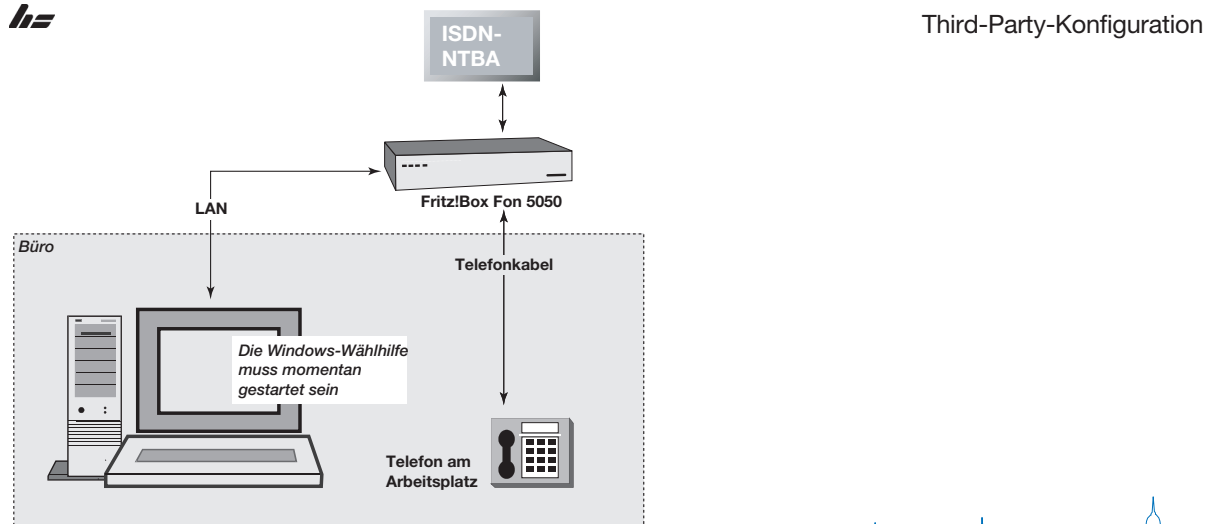 Third-Party-Konfiguration
ISDN-
NTBA
Fritz!Box Fon 5050
LAN
Büro
Telefonkabel
Die Windows-Wählhilfe
muss momentan
gestartet sein
Telefon am
Arbeitsplatz